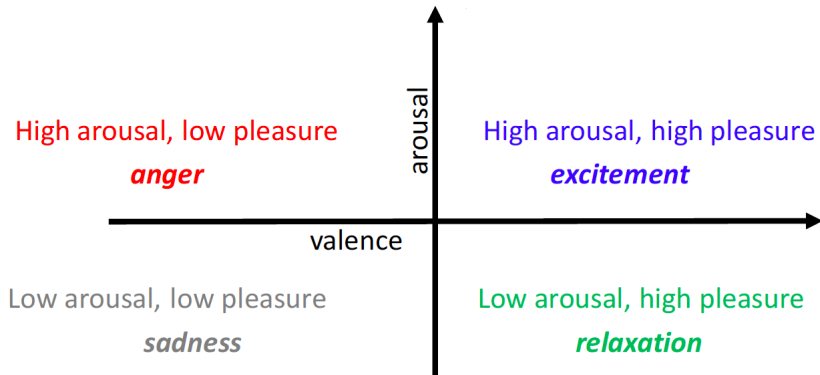 arousal
High arousal, low pleasure
anger
High arousal, high pleasure
excitement
valence
Low arousal, low pleasure
sadness
Low arousal, high pleasure
relaxation